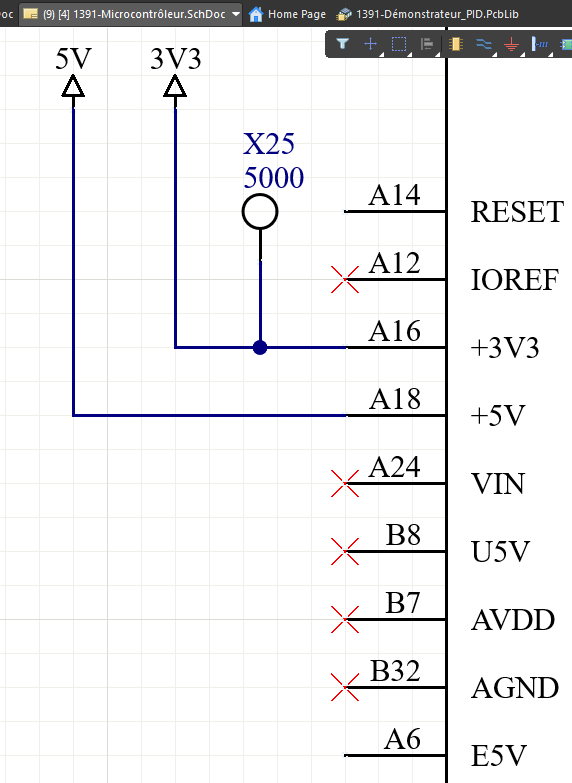 oc (9) [4] 1391-Microcontrôleur.SchDoc Home Page 1391-Démonstrateur_PID.PcbLib
5V 3V3
X25
5000
A14 RESET
A12 IOREF
A16 +3V3
A18 +5V
A24 VIN
B8 U5V
B7 AVDD
B32 AGND
A6 E5V